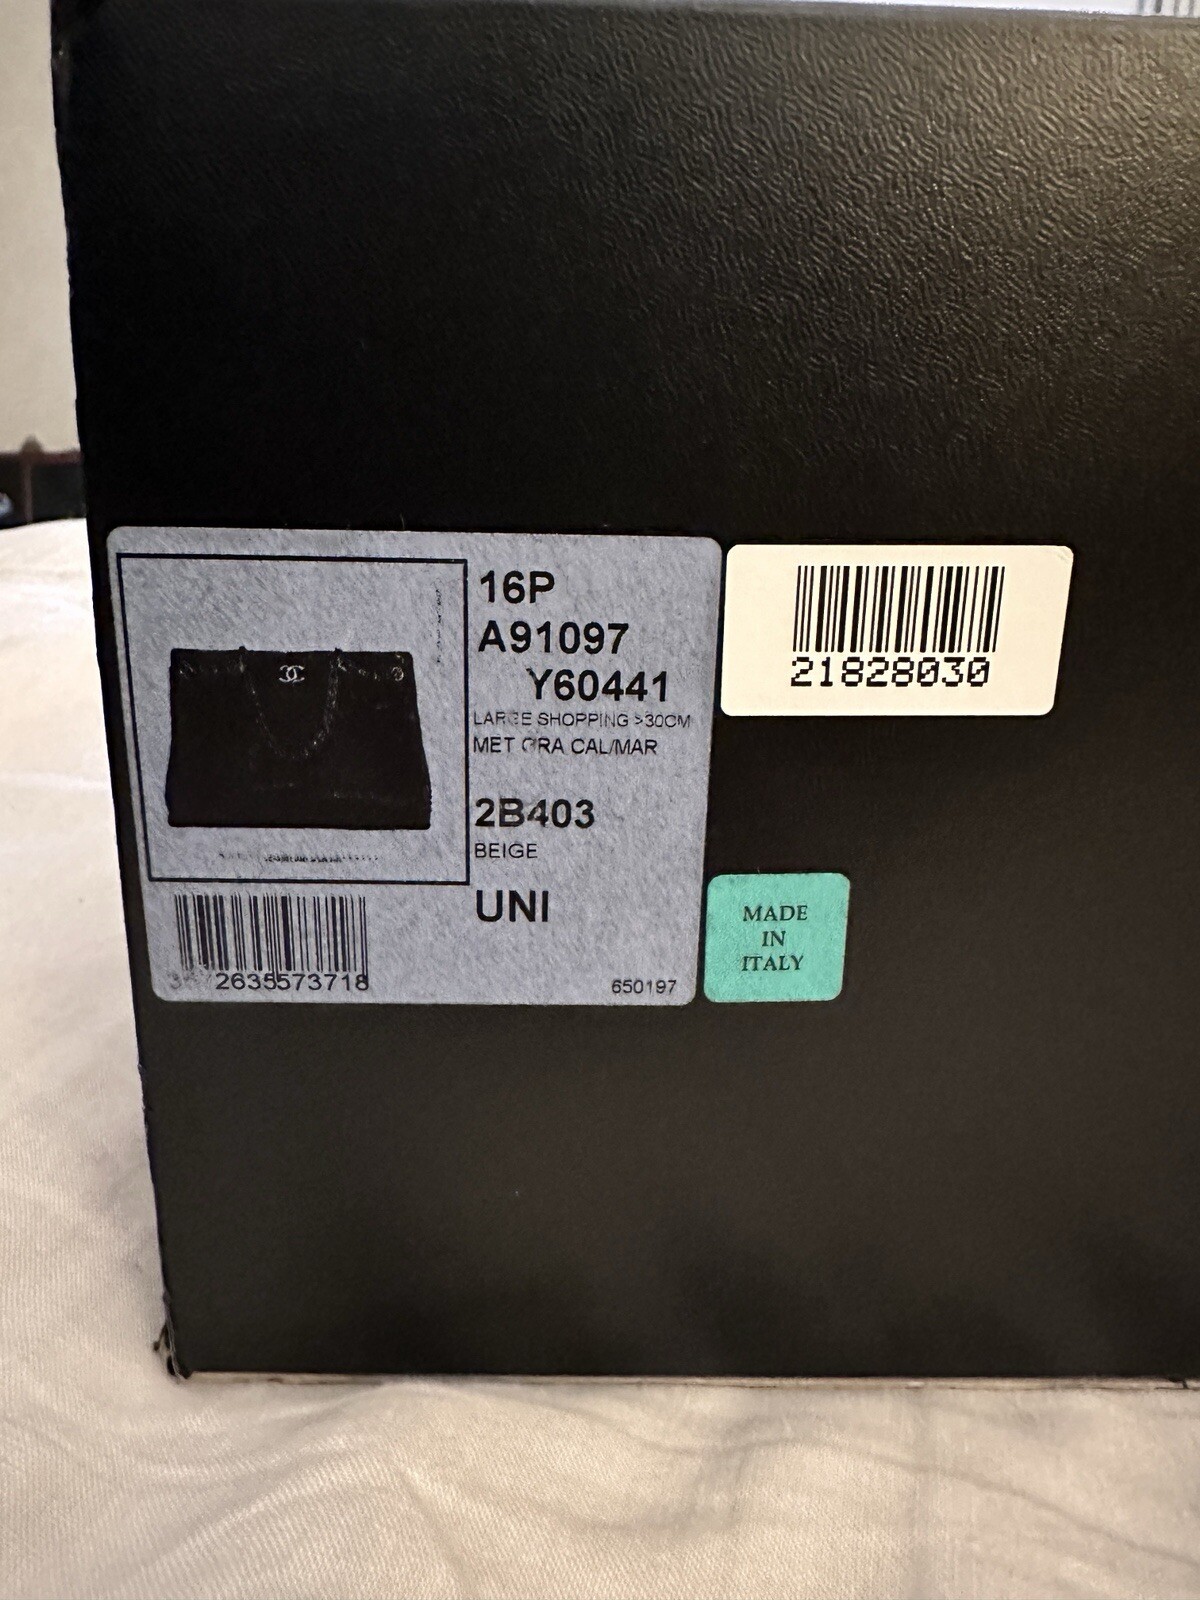 16P
A91097
Y60441
LARGE SHOPPING >30CM
MET GRA CAL/MAR
2B403
BEIGE
UNI
2635573718
650197
21828030
MADE
IN
ITALY